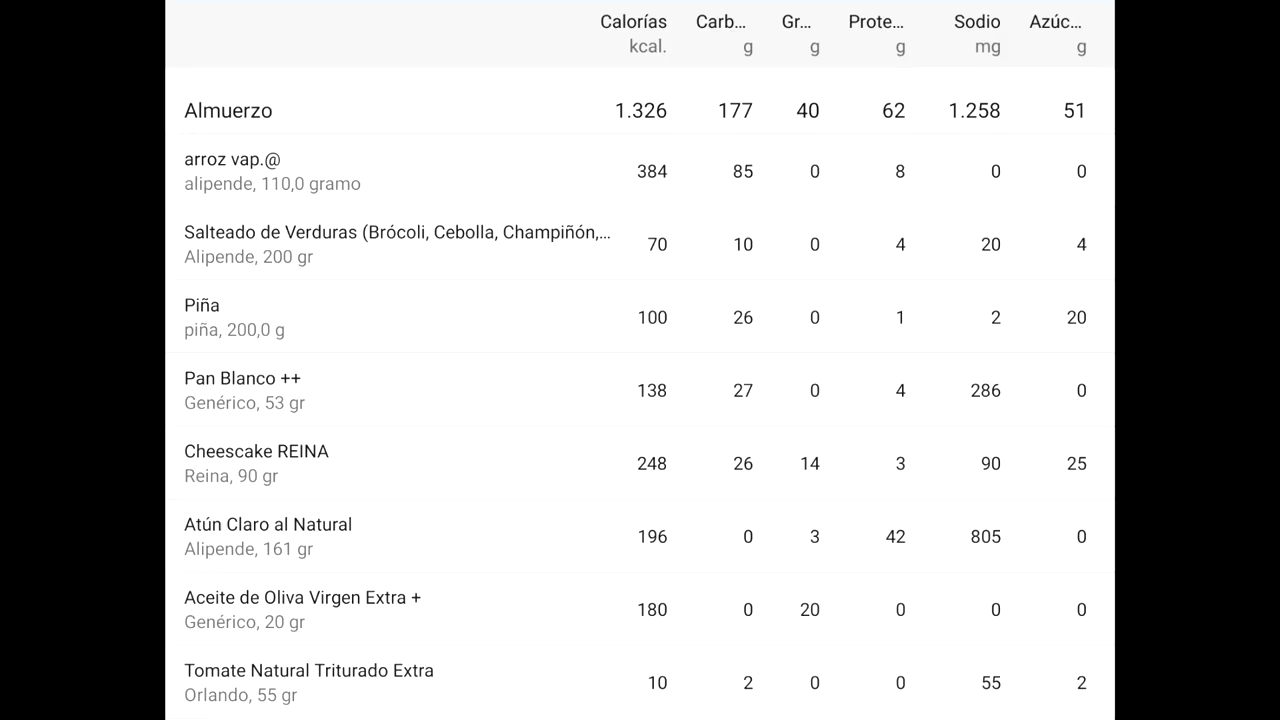 Calorías Carb... Gr... Prote... Sodio Azúc...
kcal. g g g mg g
Almuerzo 1.326 177 40 62 1.258 51
arroz vap.@
alipende, 110,0 gramo
384 85 0 8 0 0
Salteado de Verduras (Brócoli, Cebolla, Champiñón,...
Alipende, 200 gr
70 10 0 4 20 4
Piña
piña, 200,0 g
100 26 0 1 2 20
Pan Blanco ++
Genérico, 53 gr
138 27 0 4 286 0
Cheescake REINA
Reina, 90 gr
248 26 14 3 90 25
Atún Claro al Natural
Alipende, 161 gr
196 0 3 42 805 0
Aceite de Oliva Virgen Extra +
Genérico, 20 gr
180 0 20 0 0 0
Tomate Natural Triturado Extra
Orlando, 55 gr
10 2 0 0 55 2